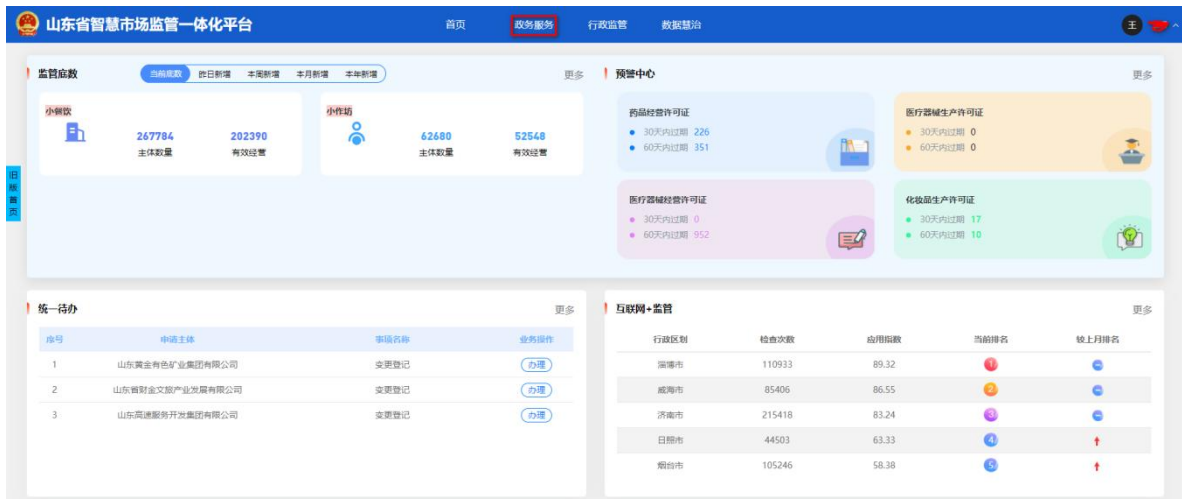 山东省智慧市场监管一体化平台 首页 政务服务 行政监管 数据慧治 王
旧版首页
监管底数 当前底数 昨日新增 本周新增 本月新增 本年新增 更多
小餐饮
267784 202390
主体数量 有效经营
小作坊
62680 52548
主体数量 有效经营
预警中心 更多
药品经营许可证
30天内过期 226
60天内过期 351
医疗器械生产许可证
30天内过期 0
60天内过期 0
医疗器械经营许可证
30天内过期 0
60天内过期 952
化妆品生产许可证
30天内过期 17
60天内过期 10
统一待办 更多
序号 申请主体 事项名称 业务操作
1 山东黄金有色矿业集团有限公司 变更登记 办理
2 山东省财金文旅产业发展有限公司 变更登记 办理
3 山东高速服务开发集团有限公司 变更登记 办理
互联网+监管 更多
行政区划 检查次数 应用指数 当前排名 较上月排名
淄博市 110933 89.32 1
威海市 85406 86.55 2
济南市 215418 83.24 3
日照市 44503 63.33 4
烟台市 105246 58.38 5